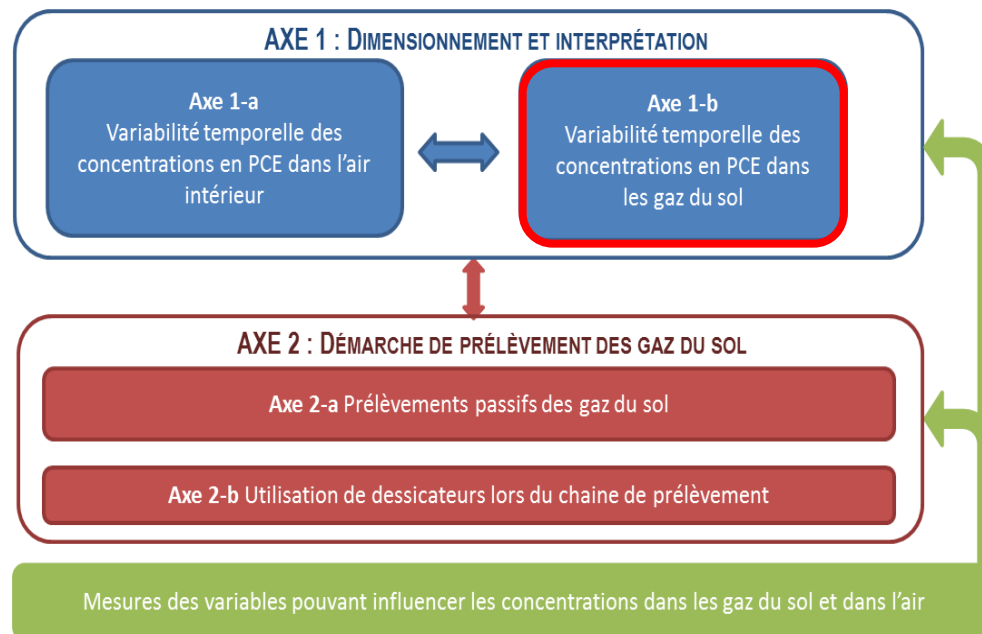 AXE 1 : DIMENSIONNEMENT ET INTERPRÉTATION
Axe 1-a
Variabilité temporelle des
concentrations en PCE dans l'air
intérieur
Axe 1-b
Variabilité temporelle des
concentrations en PCE dans
les gaz du sol
AXE 2 : DÉMARCHE DE PRÉLÈVEMENT DES GAZ DU SOL
Axe 2-a Prélèvements passifs des gaz du sol
Axe 2-b Utilisation de dessicateurs lors du chaine de prélèvement
Mesures des variables pouvant influencer les concentrations dans les gaz du sol et dans l'air